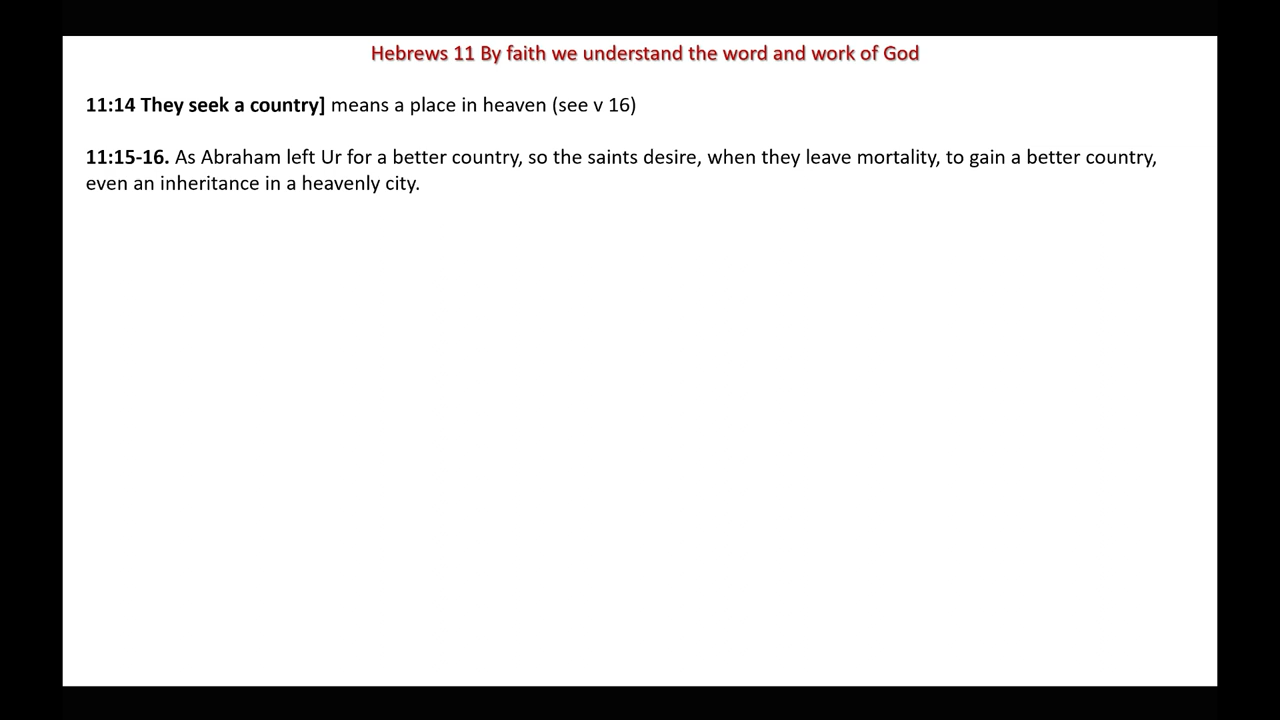 Hebrews 11 By faith we understand the word and work of God
11:14 They seek a country] means a place in heaven (see v 16)
11:15-16. As Abraham left Ur for a better country, so the saints desire, when they leave mortality, to gain a better country,
even an inheritance in a heavenly city.